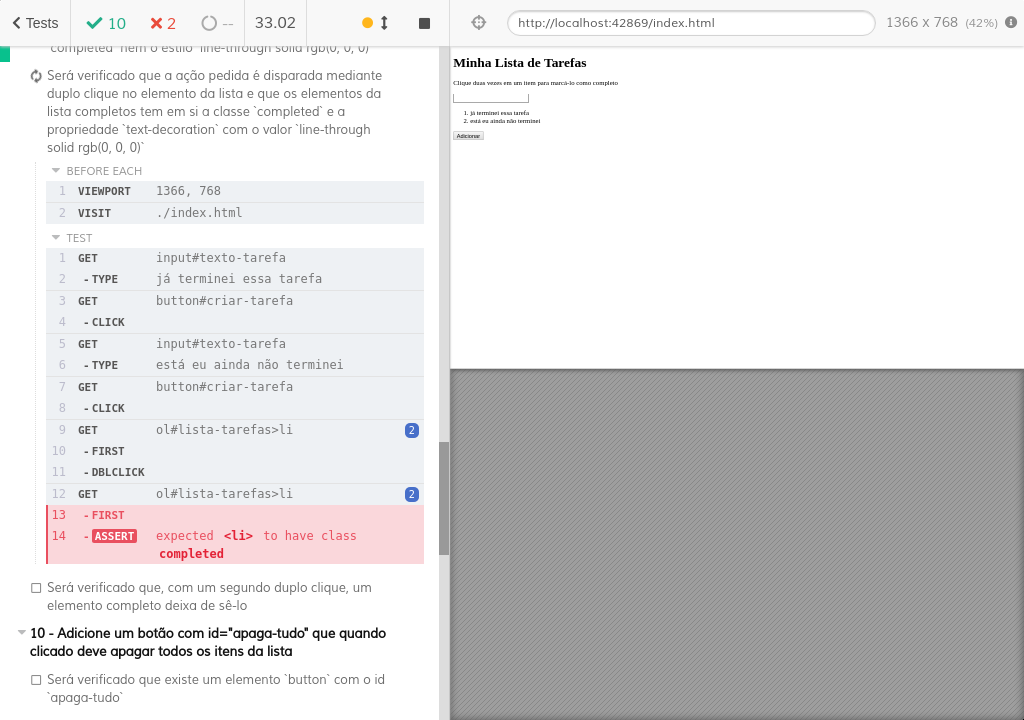 Tests
10
2
--
33.02
http://localhost:42869/index.html
1366 x 768 (42%)
`completed` nem o estilo `line-through solid rgb(0, 0, 0)`
Será verificado que a ação pedida é disparada mediante
duplo clique no elemento da lista e que os elementos da
lista completos tem em si a classe `completed` e a
propriedade `text-decoration` com o valor `line-through
solid rgb(0, 0, 0)`
BEFORE EACH
1 VIEWPORT 1366, 768
2 VISIT ./index.html
TEST
1 GET input#texto-tarefa
2 -TYPE já terminei essa tarefa
3 GET button#criar-tarefa
4 -CLICK
5 GET input#texto-tarefa
6 -TYPE está eu ainda não terminei
7 GET button#criar-tarefa
8 -CLICK
9 GET ol#lista-tarefas>li 2
10 -FIRST
11 -DBLCLICK
12 GET ol#lista-tarefas>li 2
13 -FIRST
14 -ASSERT expected <li> to have class
completed
Será verificado que, com um segundo duplo clique, um
elemento completo deixa de sê-lo
10 - Adicione um botão com id="apaga-tudo" que quando
clicado deve apagar todos os itens da lista
Será verificado que existe um elemento `button` com o id
`apaga-tudo`
Minha Lista de Tarefas
Clique duas vezes em um item para marcá-lo como completo
1. já terminei essa tarefa
2. está eu ainda não terminei
Adicionar